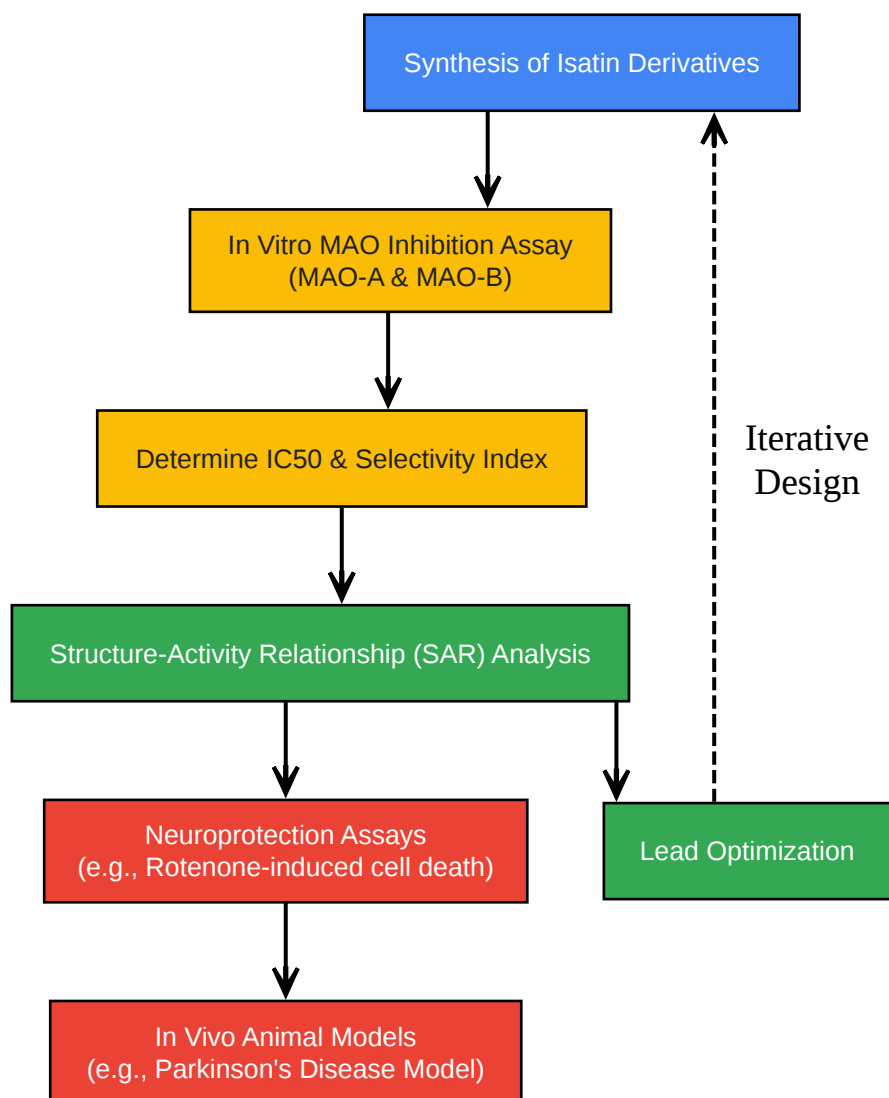 Synthesis of Isatin Derivatives
In Vitro MAO Inhibition Assay
(MAO-A & MAO-B)
Determine IC50 & Selectivity Index
Iterative
Design
Structure-Activity Relationship (SAR) Analysis
Neuroprotection Assays
(e.g., Rotenone-induced cell death)
Lead Optimization
In Vivo Animal Models
(e.g., Parkinson's Disease Model)